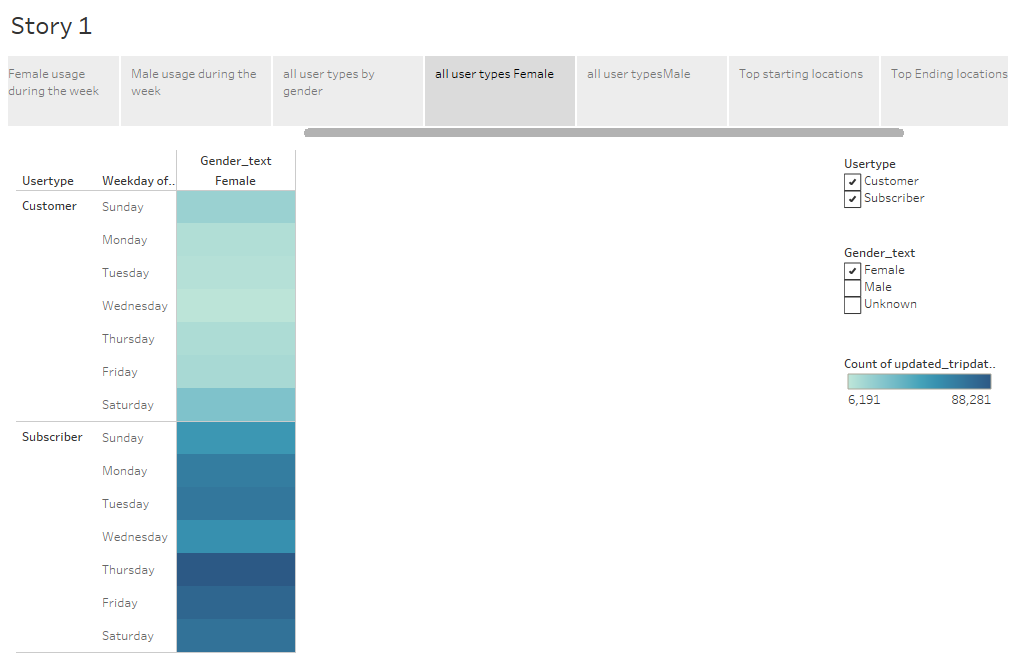 Story 1
Female usage during the week
Male usage during the week
all user types by gender
all user types Female
all user typesMale
Top starting locations
Top Ending locations
Gender_text
Usertype Weekday of.. Female
Customer Sunday
Monday
Tuesday
Wednesday
Thursday
Friday
Saturday
Subscriber Sunday
Monday
Tuesday
Wednesday
Thursday
Friday
Saturday
Usertype
Customer
Subscriber
Gender_text
Female
Male
Unknown
Count of updated_tripdat..
6,191 88,281